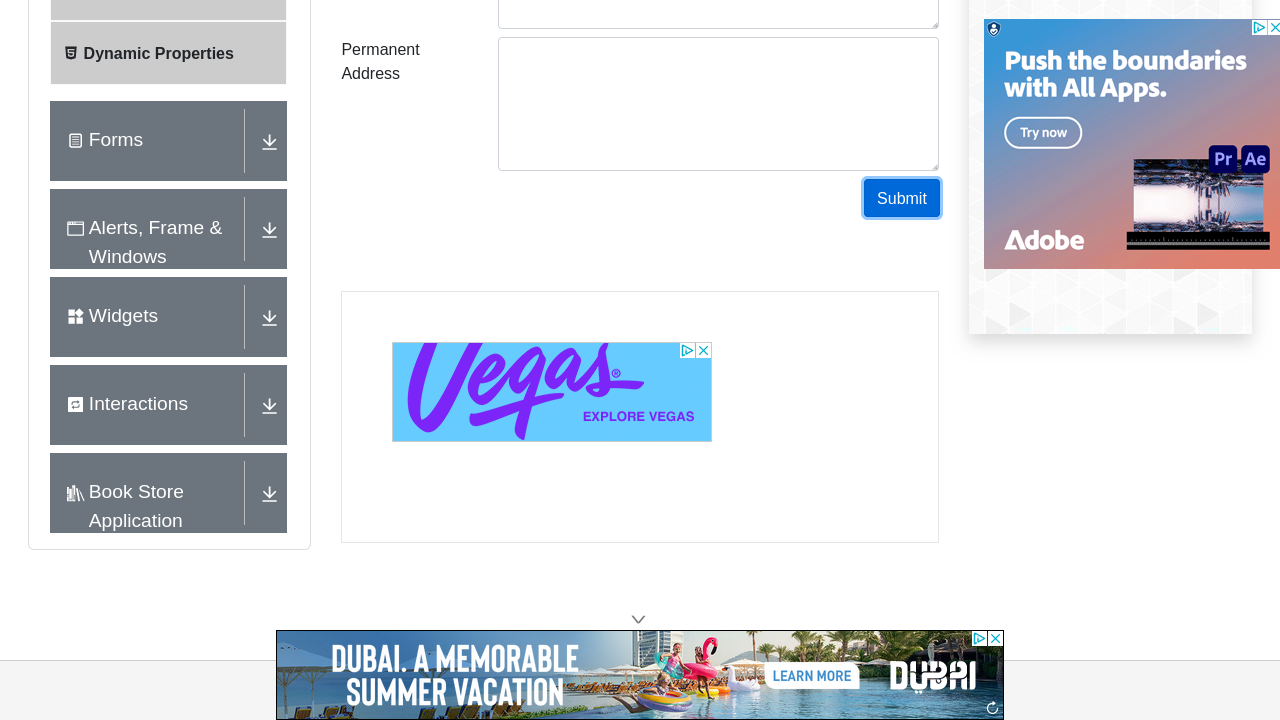 Dynamic Properties
Forms
Alerts, Frame &
Windows
Widgets
Interactions
Book Store
Application
Permanent
Address
Submit
Vegas®
EXPLORE VEGAS
Push the boundaries
with All Apps.
Try now
Pr Ae
Adobe
DUBAI. A MEMORABLE
SUMMER VACATION
LEARN MORE
DUBAI